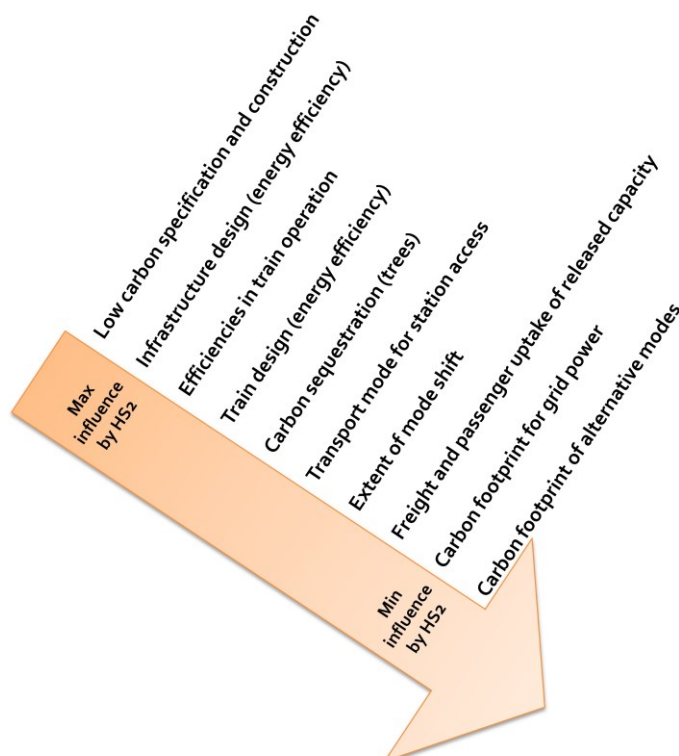 Low carbon specification and construction
Infrastructure design (energy efficiency)
Efficiencies in train operation
Train design (energy efficiency)
Carbon sequestration (trees)
Transport mode for station access
Extent of mode shift
Freight and passenger uptake of released capacity
Carbon footprint for grid power
Carbon footprint of alternative modes
Max
influence
by HS2
Min
influence
by HS2